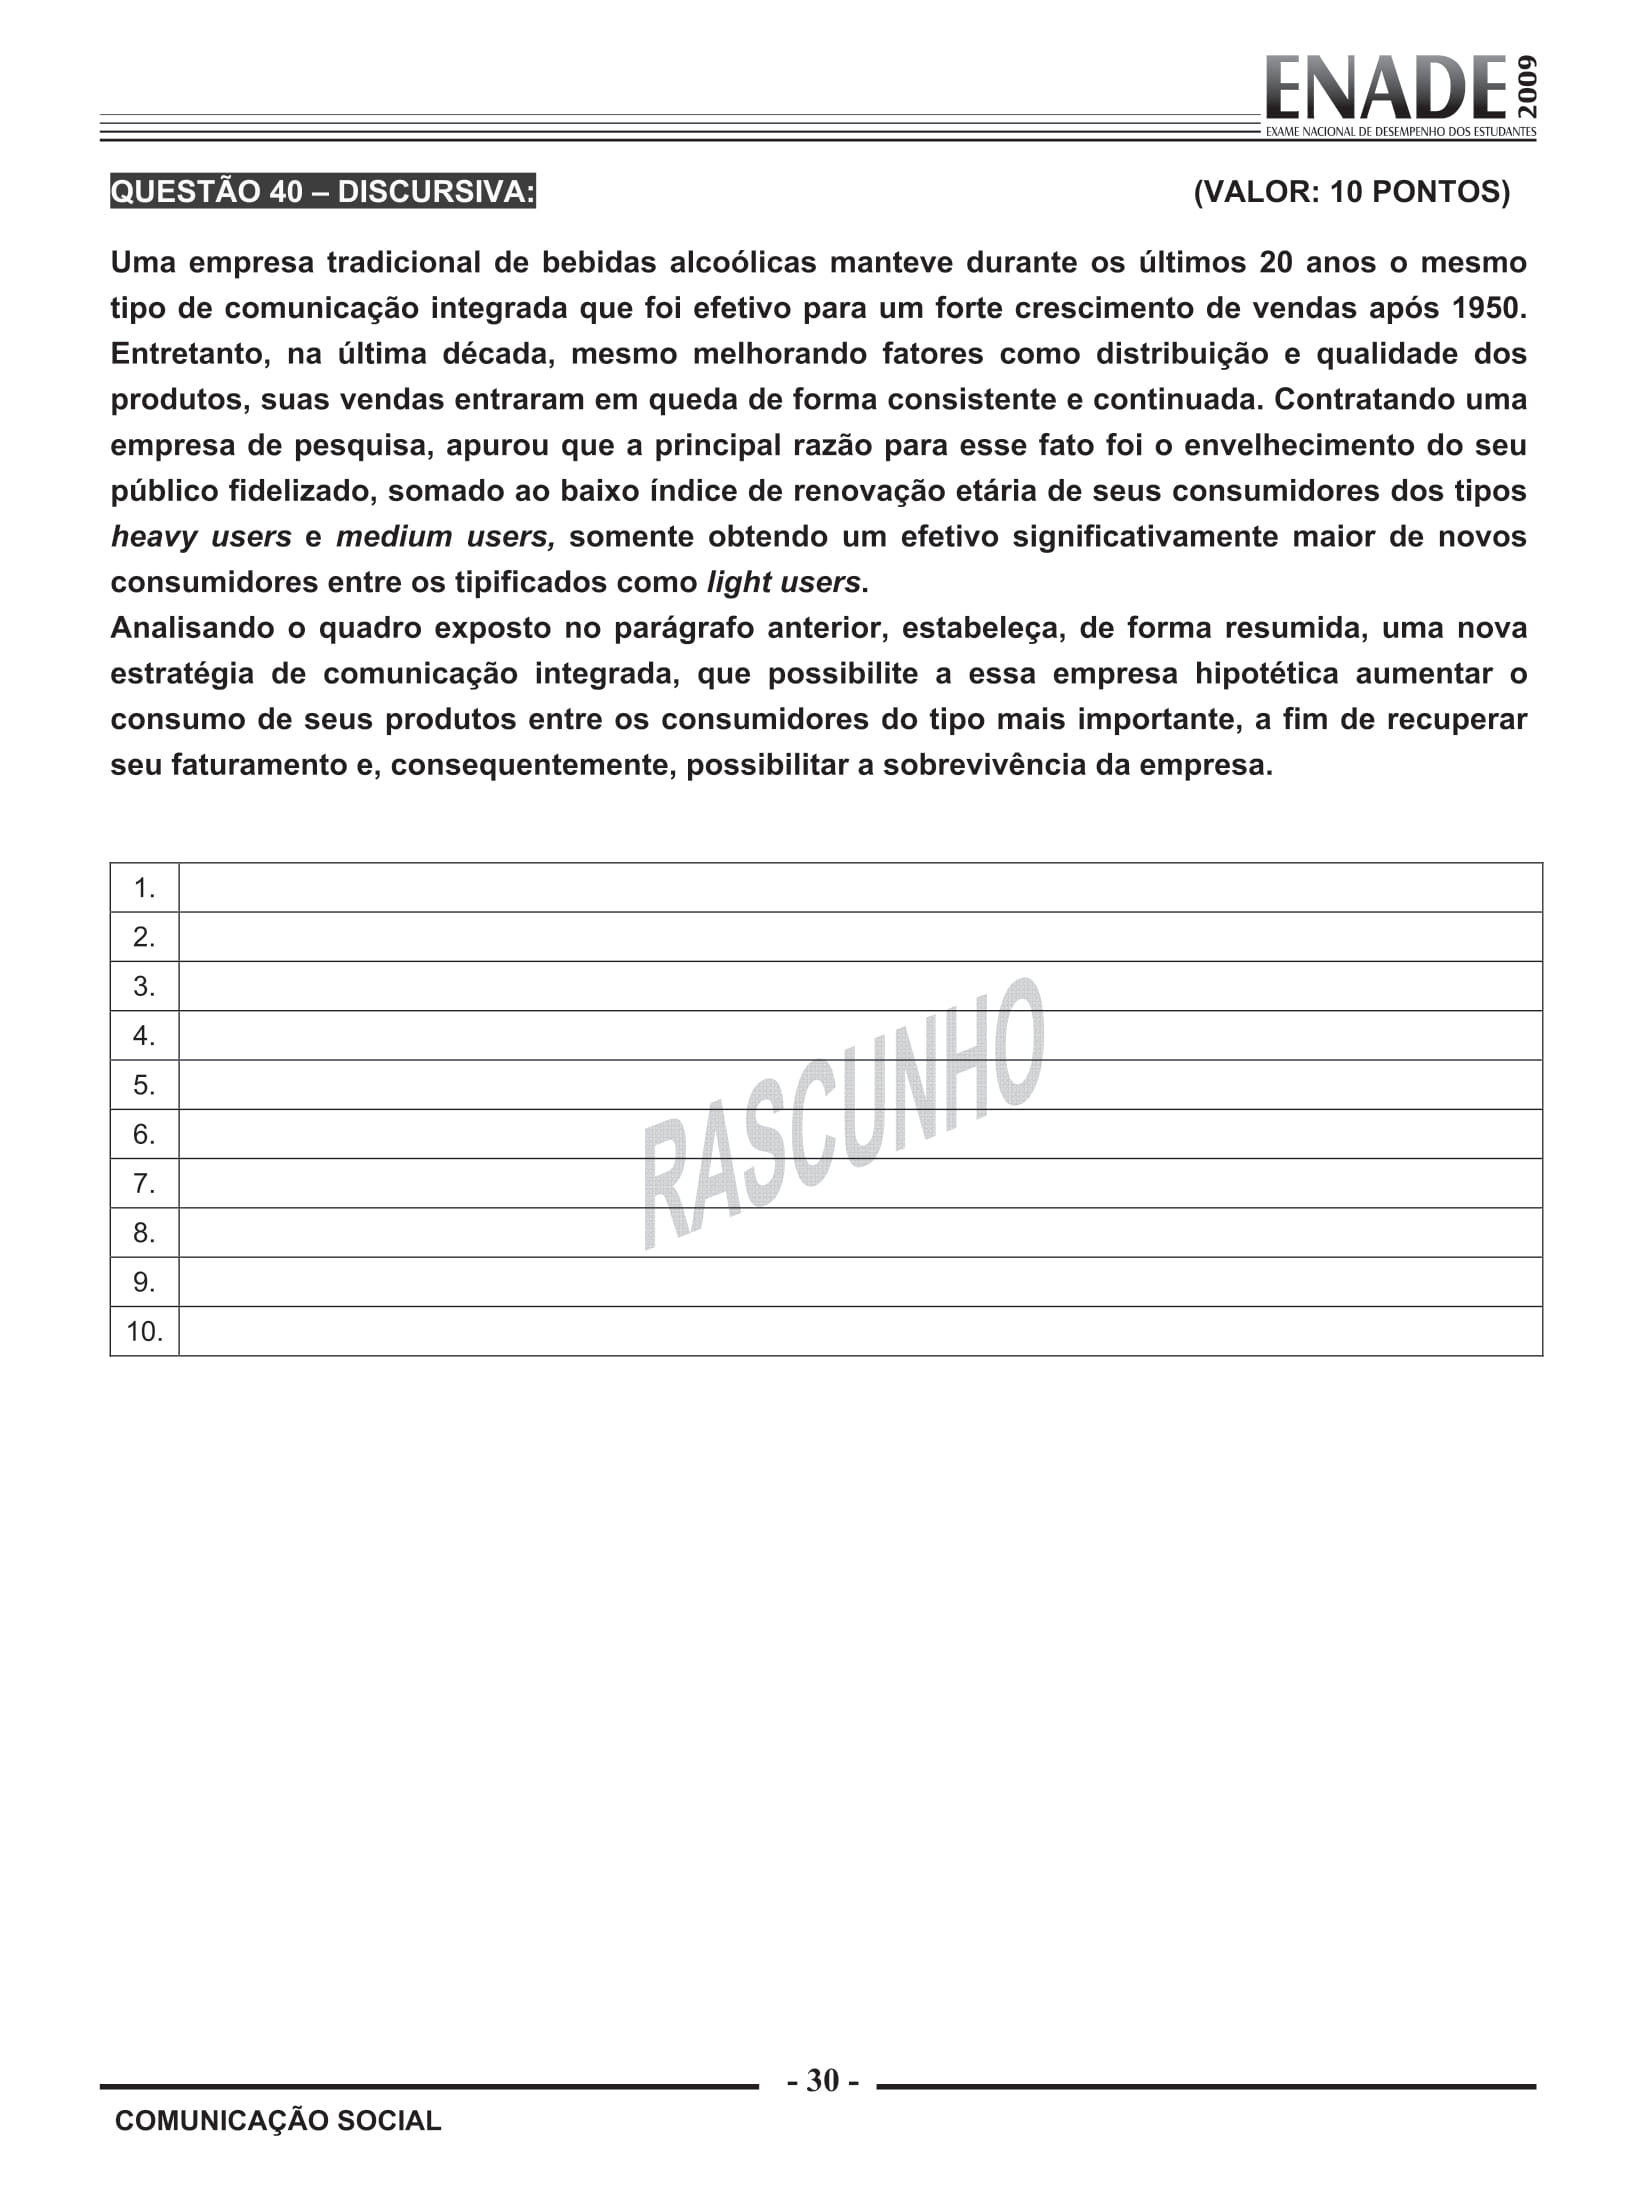 ENADE 2009
EXAME NACIONAL DE DESEMPENHO DOS ESTUDANTES
QUESTÃO 40 – DISCURSIVA: (VALOR: 10 PONTOS)
Uma empresa tradicional de bebidas alcoólicas manteve durante os últimos 20 anos o mesmo
tipo de comunicação integrada que foi efetivo para um forte crescimento de vendas após 1950.
Entretanto, na última década, mesmo melhorando fatores como distribuição e qualidade dos
produtos, suas vendas entraram em queda de forma consistente e continuada. Contratando uma
empresa de pesquisa, apurou que a principal razão para esse fato foi o envelhecimento do seu
público fidelizado, somado ao baixo índice de renovação etária de seus consumidores dos tipos
heavy users e medium users, somente obtendo um efetivo significativamente maior de novos
consumidores entre os tipificados como light users.
Analisando o quadro exposto no parágrafo anterior, estabeleça, de forma resumida, uma nova
estratégia de comunicação integrada, que possibilite a essa empresa hipotética aumentar o
consumo de seus produtos entre os consumidores do tipo mais importante, a fim de recuperar
seu faturamento e, consequentemente, possibilitar a sobrevivência da empresa.
1.
2.
3.
4.
5.
6.
7.
8.
9.
10.
RASCUNHO
- 30 -
COMUNICAÇÃO SOCIAL